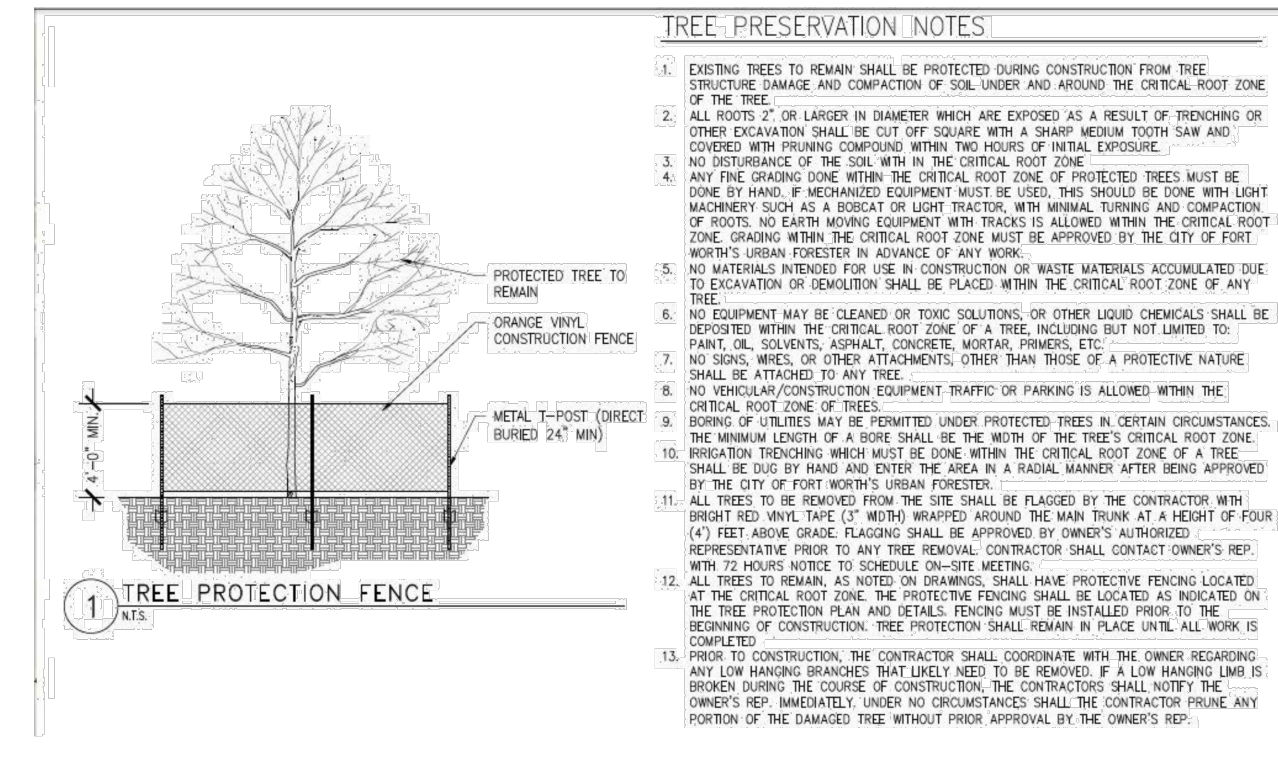 TREE PRESERVATION NOTES
1. EXISTING TREES TO REMAIN SHALL BE PROTECTED DURING CONSTRUCTION FROM TREE
STRUCTURE DAMAGE AND COMPACTION OF SOIL UNDER AND AROUND THE CRITICAL ROOT ZONE
OF THE TREE.
2. ALL ROOTS 2" OR LARGER IN DIAMETER WHICH ARE EXPOSED AS A RESULT OF TRENCHING OR
OTHER EXCAVATION SHALL BE CUT OFF SQUARE WITH A SHARP MEDIUM TOOTH SAW AND
COVERED WITH PRUNING COMPOUND WITHIN TWO HOURS OF INITIAL EXPOSURE.
3. NO DISTURBANCE OF THE SOIL WITH IN THE CRITICAL ROOT ZONE
4. ANY FINE GRADING DONE WITHIN THE CRITICAL ROOT ZONE OF PROTECTED TREES MUST BE
DONE BY HAND. IF MECHANIZED EQUIPMENT MUST BE USED, THIS SHOULD BE DONE WITH LIGHT
MACHINERY SUCH AS A BOBCAT OR LIGHT TRACTOR, WITH MINIMAL TURNING AND COMPACTION
OF ROOTS. NO EARTH MOVING EQUIPMENT WITH TRACKS IS ALLOWED WITHIN THE CRITICAL ROOT
ZONE. GRADING WITHIN THE CRITICAL ROOT ZONE MUST BE APPROVED BY THE CITY OF FORT
WORTH'S URBAN FORESTER IN ADVANCE OF ANY WORK.
5. NO MATERIALS INTENDED FOR USE IN CONSTRUCTION OR WASTE MATERIALS ACCUMULATED DUE
TO EXCAVATION OR DEMOLITION SHALL BE PLACED WITHIN THE CRITICAL ROOT ZONE OF ANY
TREE.
6. NO EQUIPMENT MAY BE CLEANED OR TOXIC SOLUTIONS, OR OTHER LIQUID CHEMICALS SHALL BE
DEPOSITED WITHIN THE CRITICAL ROOT ZONE OF A TREE, INCLUDING BUT NOT LIMITED TO:
PAINT, OIL, SOLVENTS, ASPHALT, CONCRETE, MORTAR, PRIMERS, ETC.
7. NO SIGNS, WIRES, OR OTHER ATTACHMENTS, OTHER THAN THOSE OF A PROTECTIVE NATURE
SHALL BE ATTACHED TO ANY TREE.
8. NO VEHICULAR/CONSTRUCTION EQUIPMENT TRAFFIC OR PARKING IS ALLOWED WITHIN THE
CRITICAL ROOT ZONE OF TREES.
9. BORING OF UTILITIES MAY BE PERMITTED UNDER PROTECTED TREES IN CERTAIN CIRCUMSTANCES.
THE MINIMUM LENGTH OF A BORE SHALL BE THE WIDTH OF THE TREE'S CRITICAL ROOT ZONE.
10. IRRIGATION TRENCHING WHICH MUST BE DONE WITHIN THE CRITICAL ROOT ZONE OF A TREE
SHALL BE DUG BY HAND AND ENTER THE AREA IN A RADIAL MANNER AFTER BEING APPROVED
BY THE CITY OF FORT WORTH'S URBAN FORESTER.
11. ALL TREES TO BE REMOVED FROM THE SITE SHALL BE FLAGGED BY THE CONTRACTOR WITH
BRIGHT RED VINYL TAPE (3" WIDTH) WRAPPED AROUND THE MAIN TRUNK AT A HEIGHT OF FOUR
(4') FEET ABOVE GRADE. FLAGGING SHALL BE APPROVED BY OWNER'S AUTHORIZED
REPRESENTATIVE PRIOR TO ANY TREE REMOVAL. CONTRACTOR SHALL CONTACT OWNER'S REP.
WITH 72 HOURS NOTICE TO SCHEDULE ON-SITE MEETING.
12. ALL TREES TO REMAIN, AS NOTED ON DRAWINGS, SHALL HAVE PROTECTIVE FENCING LOCATED
AT THE CRITICAL ROOT ZONE. THE PROTECTIVE FENCING SHALL BE LOCATED AS INDICATED ON
THE TREE PROTECTION PLAN AND DETAILS. FENCING MUST BE INSTALLED PRIOR TO THE
BEGINNING OF CONSTRUCTION. TREE PROTECTION SHALL REMAIN IN PLACE UNTIL ALL WORK IS
COMPLETED
13. PRIOR TO CONSTRUCTION, THE CONTRACTOR SHALL COORDINATE WITH THE OWNER REGARDING
ANY LOW HANGING BRANCHES THAT LIKELY NEED TO BE REMOVED. IF A LOW HANGING LIMB IS
BROKEN DURING THE COURSE OF CONSTRUCTION, THE CONTRACTORS SHALL NOTIFY THE
OWNER'S REP. IMMEDIATELY. UNDER NO CIRCUMSTANCES SHALL THE CONTRACTOR PRUNE ANY
PORTION OF THE DAMAGED TREE WITHOUT PRIOR APPROVAL BY THE OWNER'S REP.
PROTECTED TREE TO
REMAIN
ORANGE VINYL
CONSTRUCTION FENCE
METAL T-POST (DIRECT
BURIED 24" MIN)
4'-0" MIN.
1 TREE PROTECTION FENCE
N.T.S.